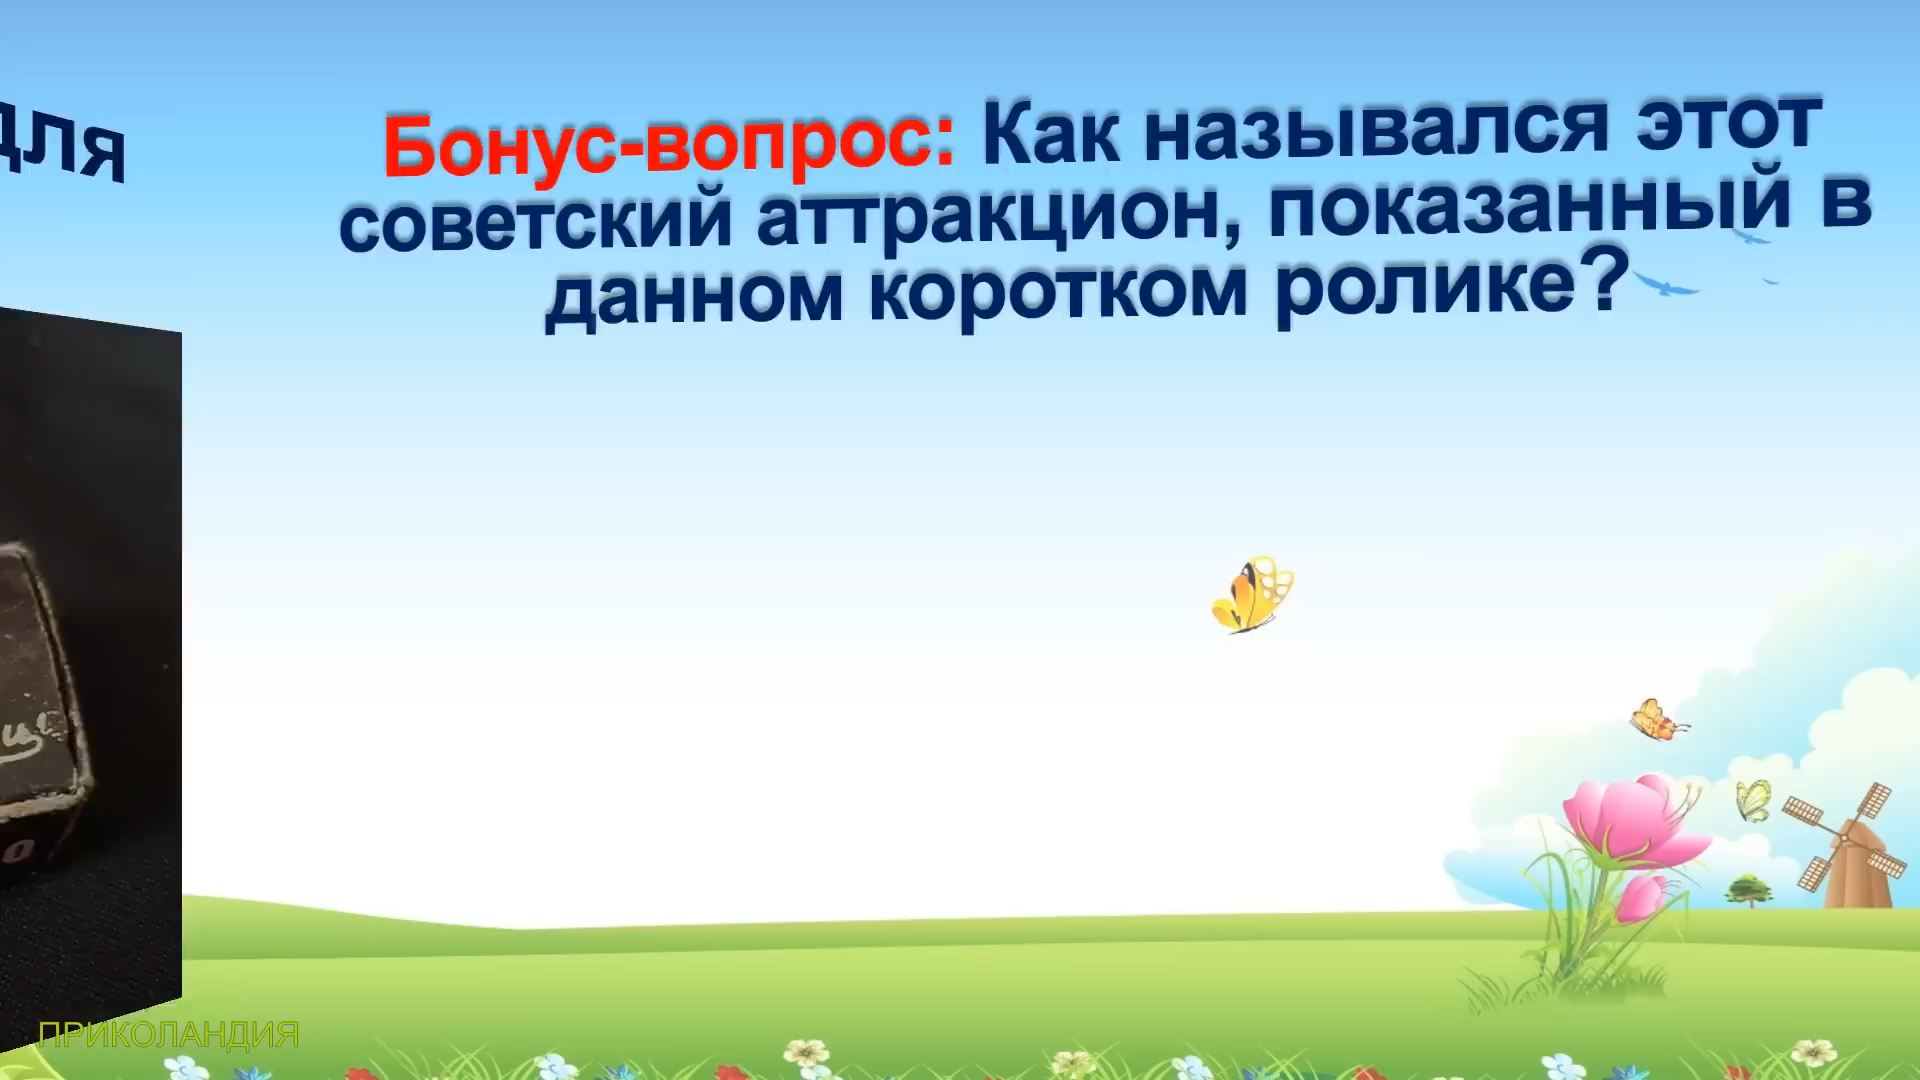 для
Бонус-вопрос: Как назывался этот
советский аттракцион, показанный в
данном коротком ролике?
ПРИКОЛАНДИЯ